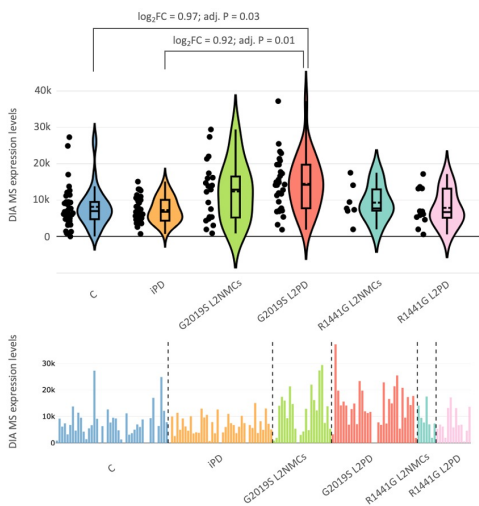 log₂FC = 0.97; adj. P = 0.03
log₂FC = 0.92; adj. P = 0.01
DIA MS expression levels
40k
30k
20k
10k
0
C
iPD
G2019S L2NMCs
G2019S L2PD
R1441G L2NMCs
R1441G L2PD
DIA MS expression levels
30k
20k
10k
0
C
iPD
G2019S L2NMCs
G2019S L2PD
R1441G L2NMCs
R1441G L2PD